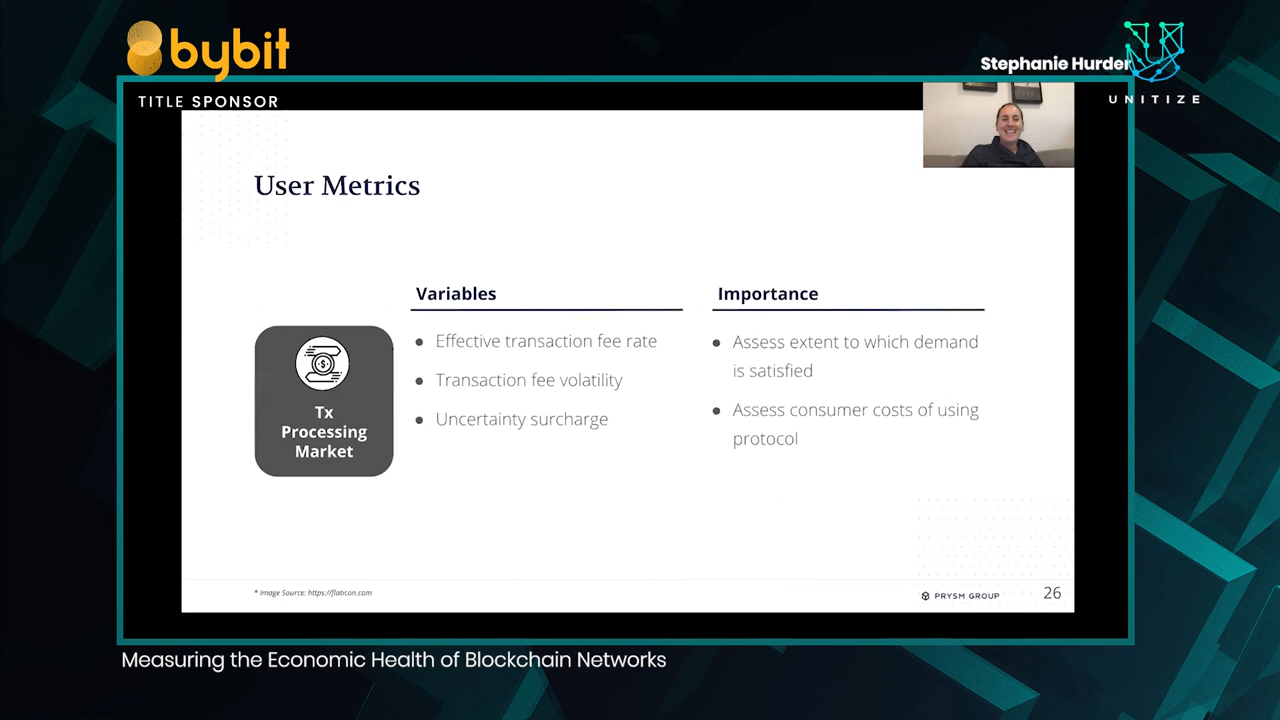 bybit
Stephanie Hurder
TITLE SPONSOR
UNITIZE
User Metrics
Variables
Importance
Effective transaction fee rate
Transaction fee volatility
Uncertainty surcharge
Assess extent to which demand
is satisfied
Assess consumer costs of using
protocol
Tx
Processing
Market
* Image Source: https://flaticon.com
PRYSM GROUP
26
Measuring the Economic Health of Blockchain Networks